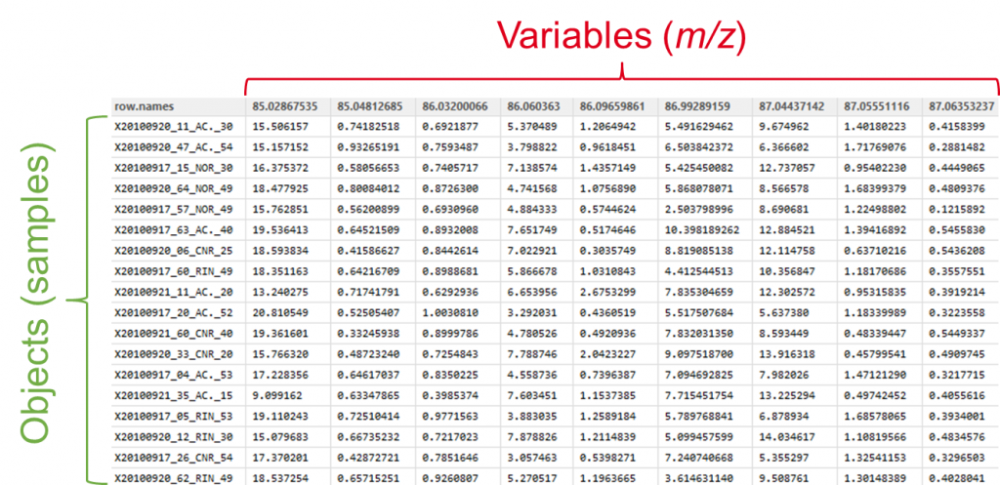 Variables (m/z)
Objects (samples)
row.names 85.02867535 85.04812685 86.03200066 86.060363 86.09659861 86.99289159 87.04437142 87.05551116 87.06353237
X20100920_11_AC._30 15.506157 0.74182518 0.6921877 5.370489 1.2064942 5.491629462 9.674962 1.40180223 0.4158399
X20100920_47_AC._54 15.157152 0.93265191 0.7593487 3.798822 0.9618451 6.503842372 6.366602 1.71769076 0.2881482
X20100917_15_NOR_30 16.375372 0.58056653 0.7405717 7.138574 1.4357149 5.425450082 12.737057 0.95402230 0.4449065
X20100920_64_NOR_49 18.477925 0.80084012 0.8726300 4.741568 1.0756890 5.868078071 8.566578 1.68399379 0.4809376
X20100917_57_NOR_49 15.762851 0.56200899 0.6930960 4.884333 0.5744624 2.503798996 8.690681 1.22498802 0.1215892
X20100917_63_AC._40 19.536413 0.64521509 0.8932008 7.651749 0.5174646 10.398182262 12.884521 1.39416892 0.5455830
X20100920_06_CNR_25 18.593834 0.41586627 0.8442614 7.022921 0.3035749 8.819085138 12.114758 0.63710216 0.5436208
X20100917_60_RIN_49 18.351163 0.64216709 0.8988681 5.866678 1.0310843 4.412544513 10.356847 1.18170686 0.3557551
X20100921_11_AC._20 13.240275 0.71741791 0.6292936 6.653956 2.6753299 7.835304659 12.302572 0.95315835 0.3919214
X20100917_20_AC._52 20.810549 0.52505407 1.0030810 3.292031 0.4360519 5.517507684 5.637380 1.18339989 0.3223558
X20100921_60_CNR_40 19.361601 0.33245938 0.8999786 4.780526 0.4920936 7.832031350 8.593449 0.48339447 0.5449337
X20100920_33_CNR_20 15.766320 0.48723240 0.7254843 7.788746 2.0423227 9.097518700 13.916318 0.45799541 0.4909745
X20100917_04_AC._53 17.228356 0.64617037 0.8350225 4.558736 0.7396387 7.094692825 7.982026 1.47121290 0.3217715
X20100921_35_AC._15 9.099162 0.63347865 0.3985374 7.603451 1.1537385 7.715451754 13.225294 0.49742452 0.4055616
X20100917_05_RIN_53 19.110243 0.72510414 0.9771563 3.883035 1.2589184 5.789768841 6.878934 1.68578065 0.3934001
X20100920_12_RIN_30 15.079683 0.66735232 0.7217023 7.878826 1.2114839 5.099457599 14.034617 1.10819566 0.4834576
X20100917_26_CNR_54 17.370201 0.42872721 0.7851646 3.057463 0.5398271 7.240740668 5.355297 1.32541153 0.3296503
X20100920_62_RIN_49 18.537254 0.65715251 0.9260807 5.270517 1.1963665 3.614631140 9.508761 1.30148389 0.4028041